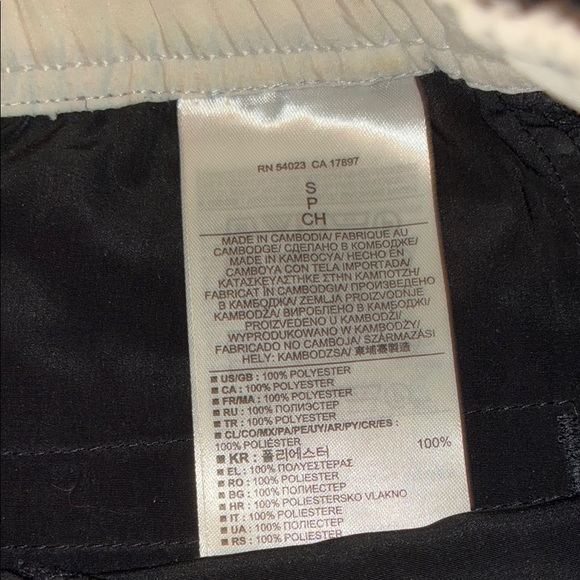 RN 54023 CA 17897
S
P
CH
MADE IN CAMBODIA/ FABRIQUE AU
CAMBODGE/ СДЕЛАНО В КОМБОДЖЕ/
MADE IN KAMBOCYA/ HECHO EN
CAMBOYA CON TELA IMPORTADA/
ΚΑΤΑΣΚΕΥΑΣΤΗΚΕ ΣΤΗΝ ΚΑΜΠΟΤΖΗ/
FABRICAT IN CAMBODGIA/ ПРОИЗВЕДЕНО
В КАМБОДЖА/ ZEMLJA PROIZVODNJE
KAMBODŽA/ ВИРОБЛЕНО В КАМБОДЖІ/
PROIZVEDENO U KAMBODŽI/
WYPRODUKOWANO W KAMBODŻY/
FABRICADO NO CAMBOJA/ SZÁRMAZÁSI
HELY: KAMBODZSA/ 柬埔寨製造
US/GB : 100% POLYESTER
CA : 100% POLYESTER
FR/MA : 100% POLYESTER
RU : 100% ПОЛИЭСТЕР
TR : 100% POLYESTER
CL/CO/MX/PA/PE/UY/AR/PY/CR/ES :
100% POLIÉSTER
KR : 폴리에스터 100%
EL : 100% ΠΟΛΥΕΣΤΕΡΑΣ
RO : 100% POLIESTER
BG : 100% ПОЛИЕСТЕР
HR : 100% POLIESTERSKO VLAKNO
IT : 100% POLIESTERE
UA : 100% ПОЛІЕСТЕР
RS : 100% POLIESTER